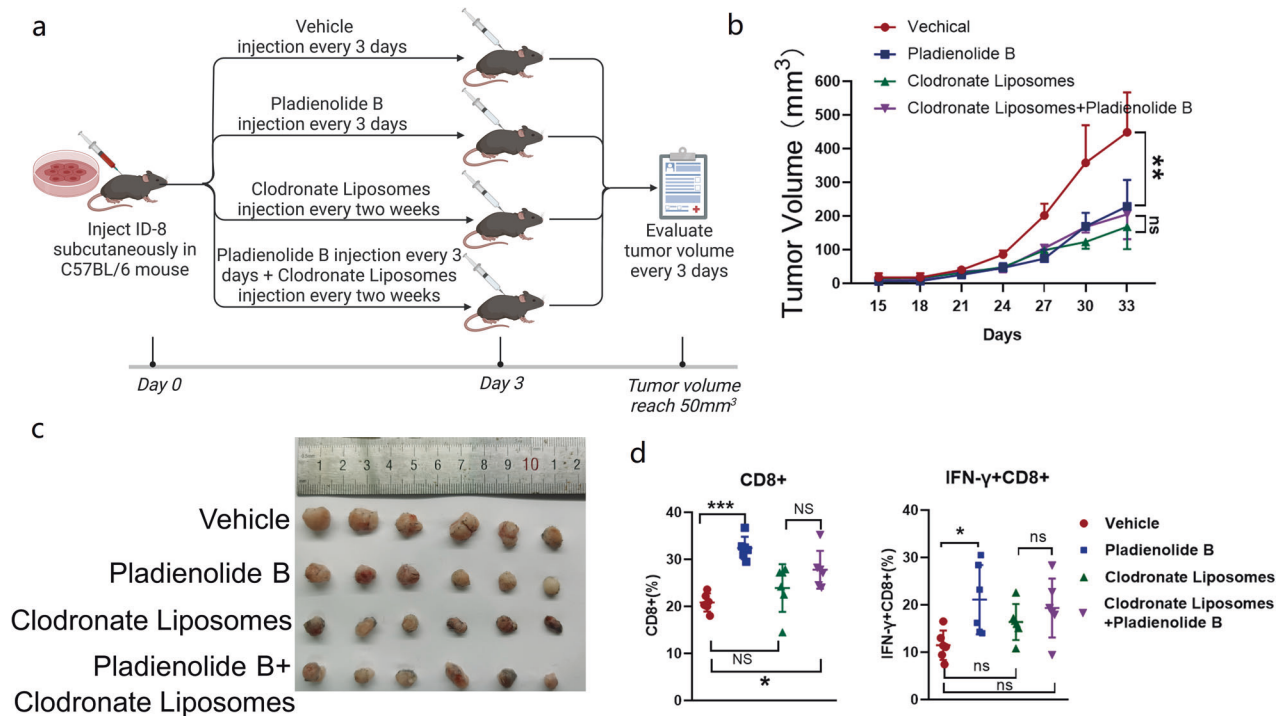 a
Vehicle
injection every 3 days
Pladienolide B
injection every 3 days
Clodronate Liposomes
injection every two weeks
Pladienolide B injection every 3
days + Clodronate Liposomes
injection every two weeks
Inject ID-8
subcutaneously in
C57BL/6 mouse
Evaluate
tumor volume
every 3 days
Day 0
Day 3
Tumor volume
reach 50mm³
b
Vechical
Pladienolide B
Clodronate Liposomes
Clodronate Liposomes+Pladienolide B
Tumor Volume (mm³)
600
500
400
300
200
100
0
15 18 21 24 27 30 33
Days
**
ns
c
1 2 3 4 5 6 7 8 9 10 1 2
Vehicle
Pladienolide B
Clodronate Liposomes
Pladienolide B+
Clodronate Liposomes
d
CD8+
CD8+(%)
40
30
20
10
0
***
NS
NS
*
IFN-γ+CD8+
IFN-γ+CD8+(%)
40
30
20
10
0
*
ns
ns
ns
Vehicle
Pladienolide B
Clodronate Liposomes
Clodronate Liposomes
+Pladienolide B